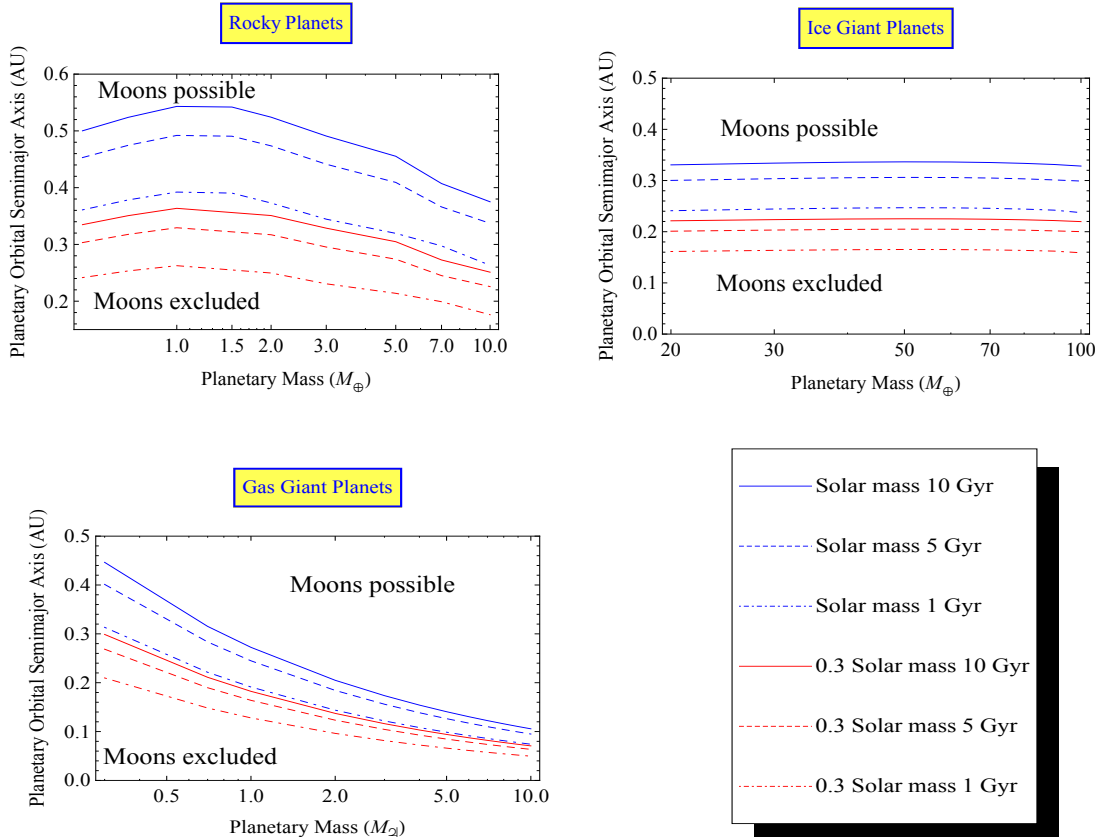 Rocky Planets
Planetary Orbital Semimajor Axis (AU)
0.6
0.5
0.4
0.3
0.2
Moons possible
Moons excluded
1.0 1.5 2.0 3.0 5.0 7.0 10.0
Planetary Mass (M⊕)
Ice Giant Planets
Planetary Orbital Semimajor Axis (AU)
0.5
0.4
0.3
0.2
0.1
0.0
Moons possible
Moons excluded
20 30 50 70 100
Planetary Mass (M⊕)
Gas Giant Planets
Planetary Orbital Semimajor Axis (AU)
0.5
0.4
0.3
0.2
0.1
0.0
Moons possible
Moons excluded
0.5 1.0 2.0 5.0 10.0
Planetary Mass (M♃)
Solar mass 10 Gyr
Solar mass 5 Gyr
Solar mass 1 Gyr
0.3 Solar mass 10 Gyr
0.3 Solar mass 5 Gyr
0.3 Solar mass 1 Gyr